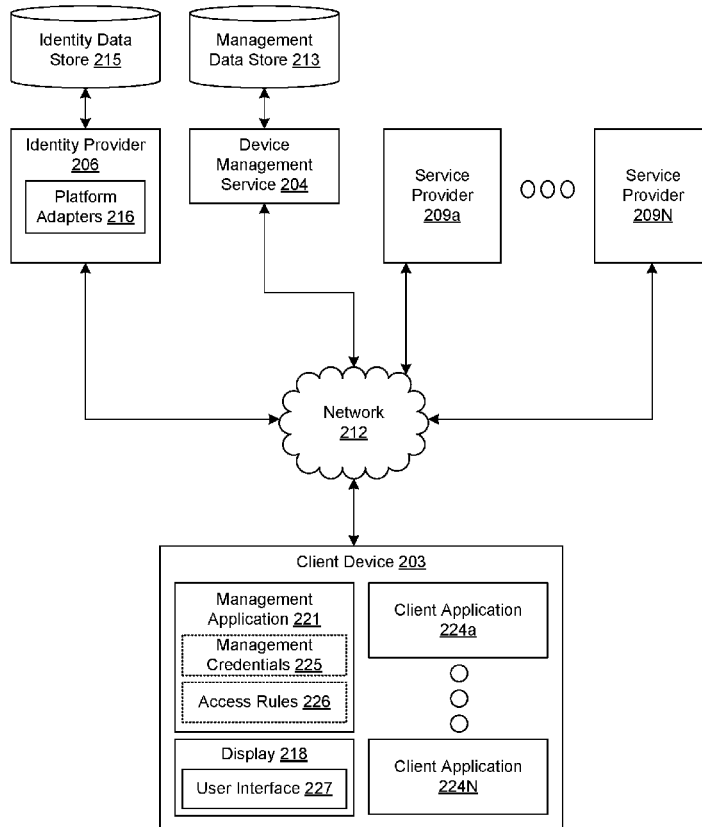 Identity Data
Store 215
Management
Data Store 213
Identity Provider
206
Platform
Adapters 216
Device
Management
Service 204
Service
Provider
209a
Service
Provider
209N
Network
212
Client Device 203
Management
Application 221
Management
Credentials 225
Access Rules 226
Client Application
224a
Display 218
User Interface 227
Client Application
224N